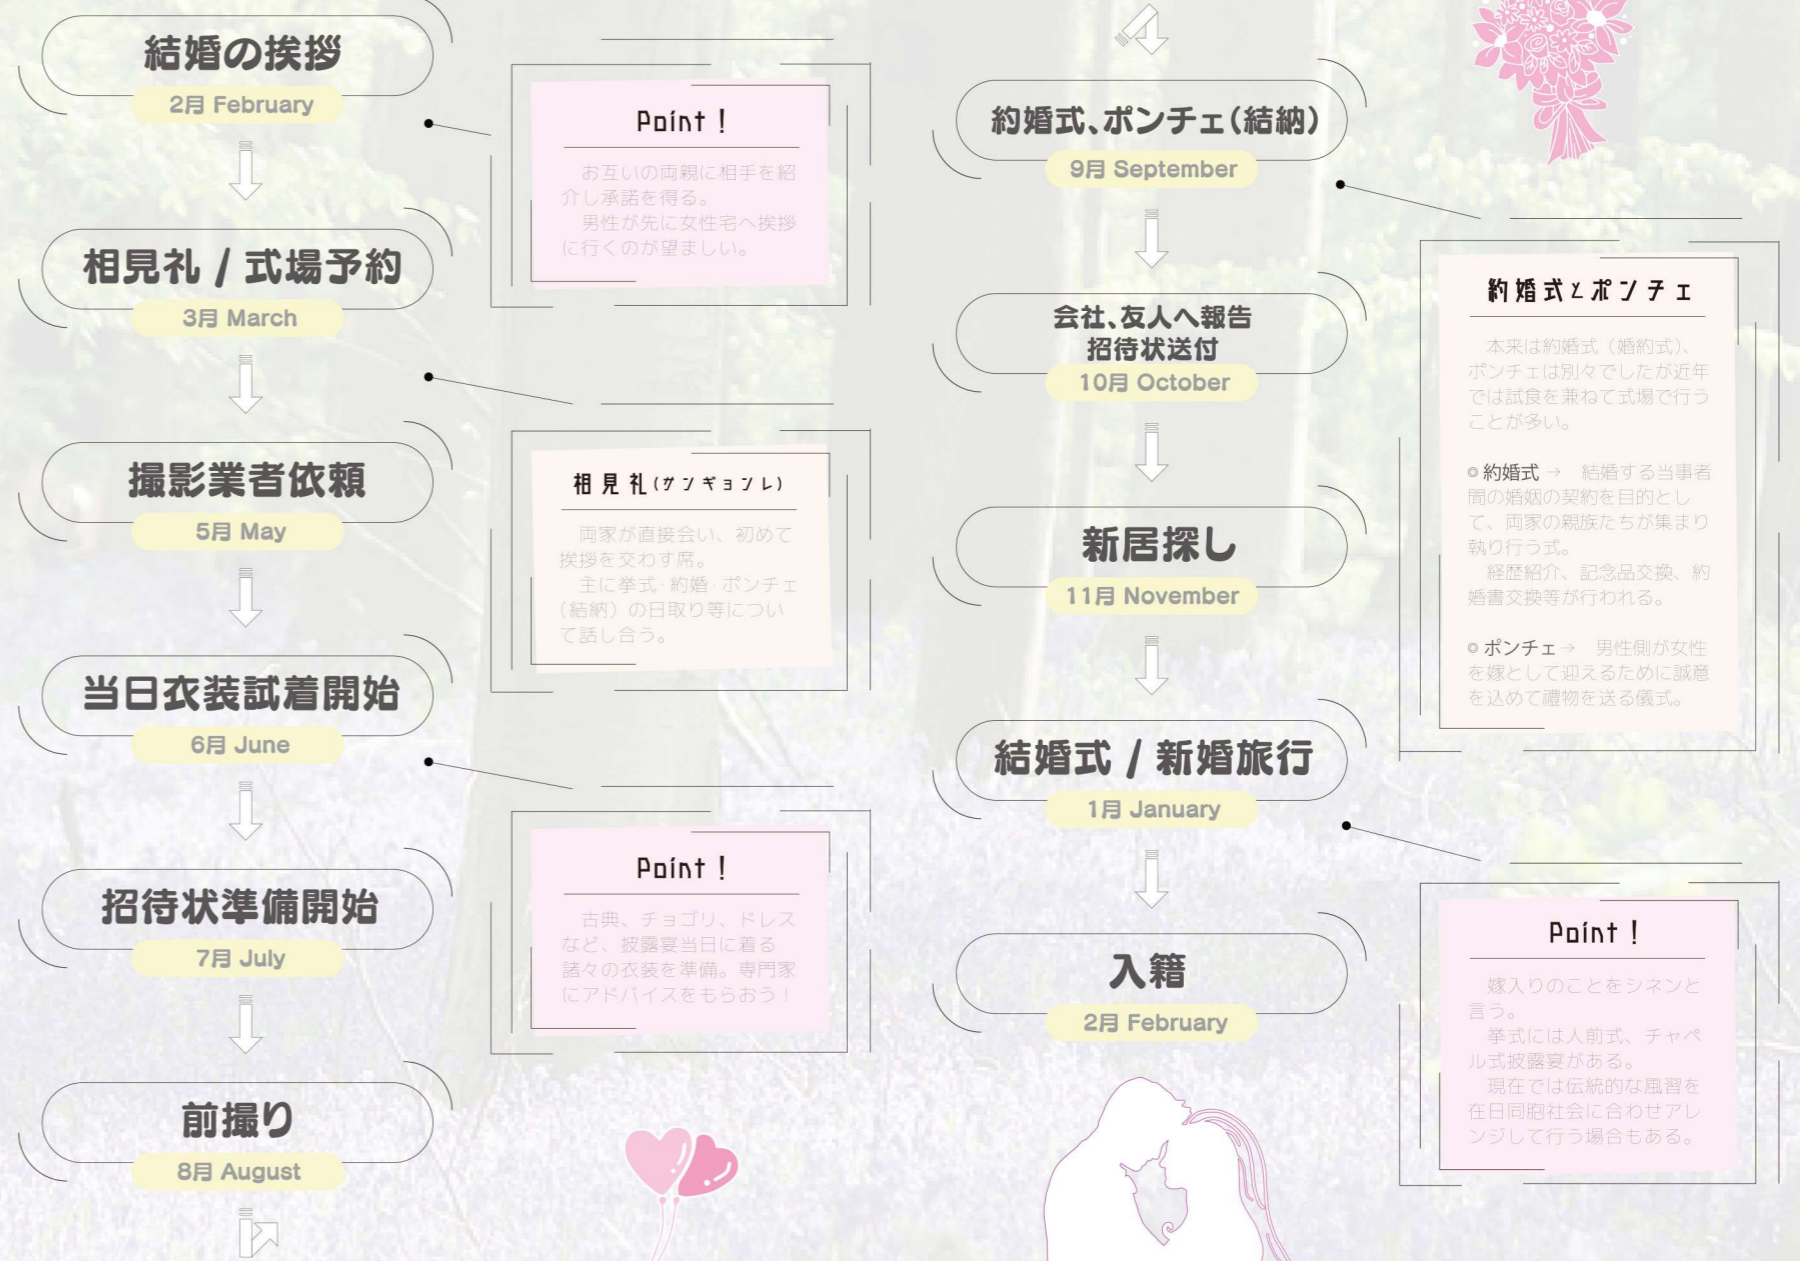 結婚の挨拶
2月 February
Point！
お互いの両親に相手を紹
介し承諾を得る。
男性が先に女性宅へ挨拶
に行くのが望ましい。
相見礼 / 式場予約
3月 March
相見礼(サンギョンレ)
両家が直接会い、初めて
挨拶を交わす席。
主に挙式・約婚・ポンチェ
(結納）の日取り等につい
て話し合う。
撮影業者依頼
5月 May
当日衣装試着開始
6月 June
Point！
古典、チョゴリ、ドレス
など、披露宴当日に着る
諸々の衣装を準備。専門家
にアドバイスをもらおう！
招待状準備開始
7月 July
前撮り
8月 August
約婚式、ポンチェ(結納)
9月 September
約婚式とポンチェ
本来は約婚式（婚約式）、
ポンチェは別々でしたが近年
では試食を兼ねて式場で行う
ことが多い。
◎約婚式→ 結婚する当事者
間の婚姻の契約を目的とし
て、両家の親族たちが集まり
執り行う式。
経歴紹介、記念品交換、約
婚書交換等が行われる。
◎ポンチェ→ 男性側が女性
を嫁として迎えるために誠意
を込めて禮物を送る儀式。
会社、友人へ報告
招待状送付
10月 October
新居探し
11月 November
結婚式 / 新婚旅行
1月 January
Point！
嫁入りのことをシネンと
言う。
挙式には人前式、チャペ
ル式披露宴がある。
現在では伝統的な風習を
在日同胞社会に合わせアレ
ンジして行う場合もある。
入籍
2月 February